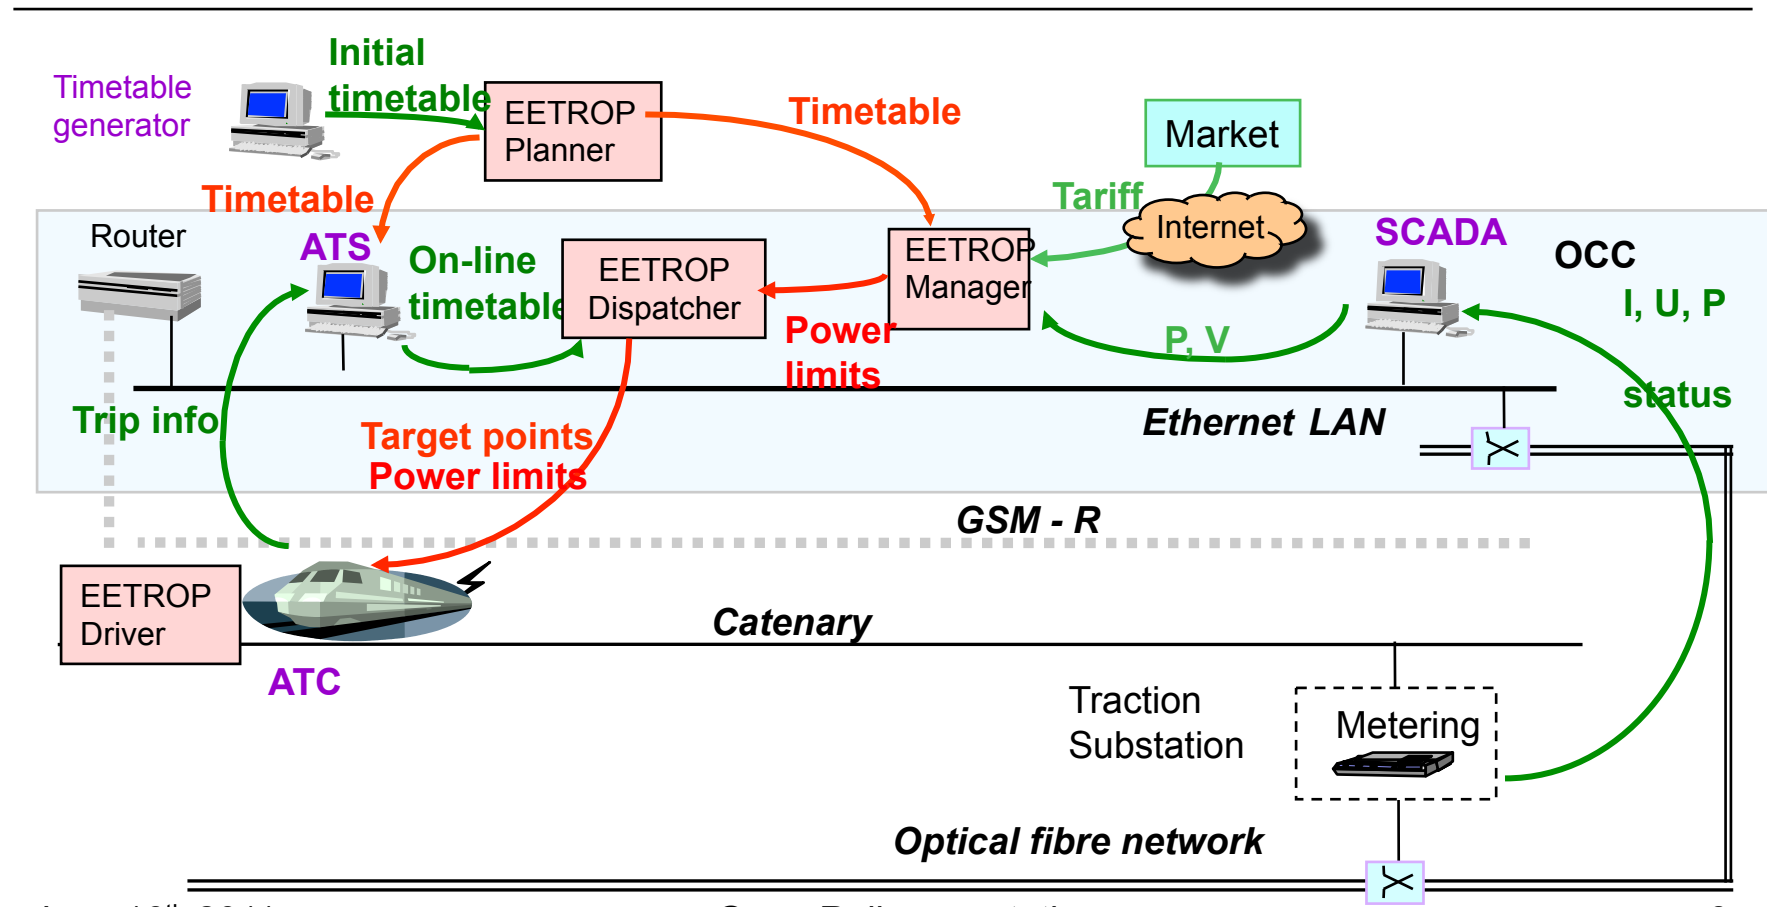 Initial
timetable
Timetable
generator
EETROP
Planner
Timetable
Market
Timetable
Tariff
Internet
Router
ATS
On-line
timetable
EETROP
Dispatcher
EETROP
Manager
SCADA
OCC
I, U, P
Power
limits
P, V
status
Trip info
Target points
Power limits
Ethernet LAN
GSM - R
EETROP
Driver
Catenary
ATC
Traction
Substation
Metering
Optical fibre network